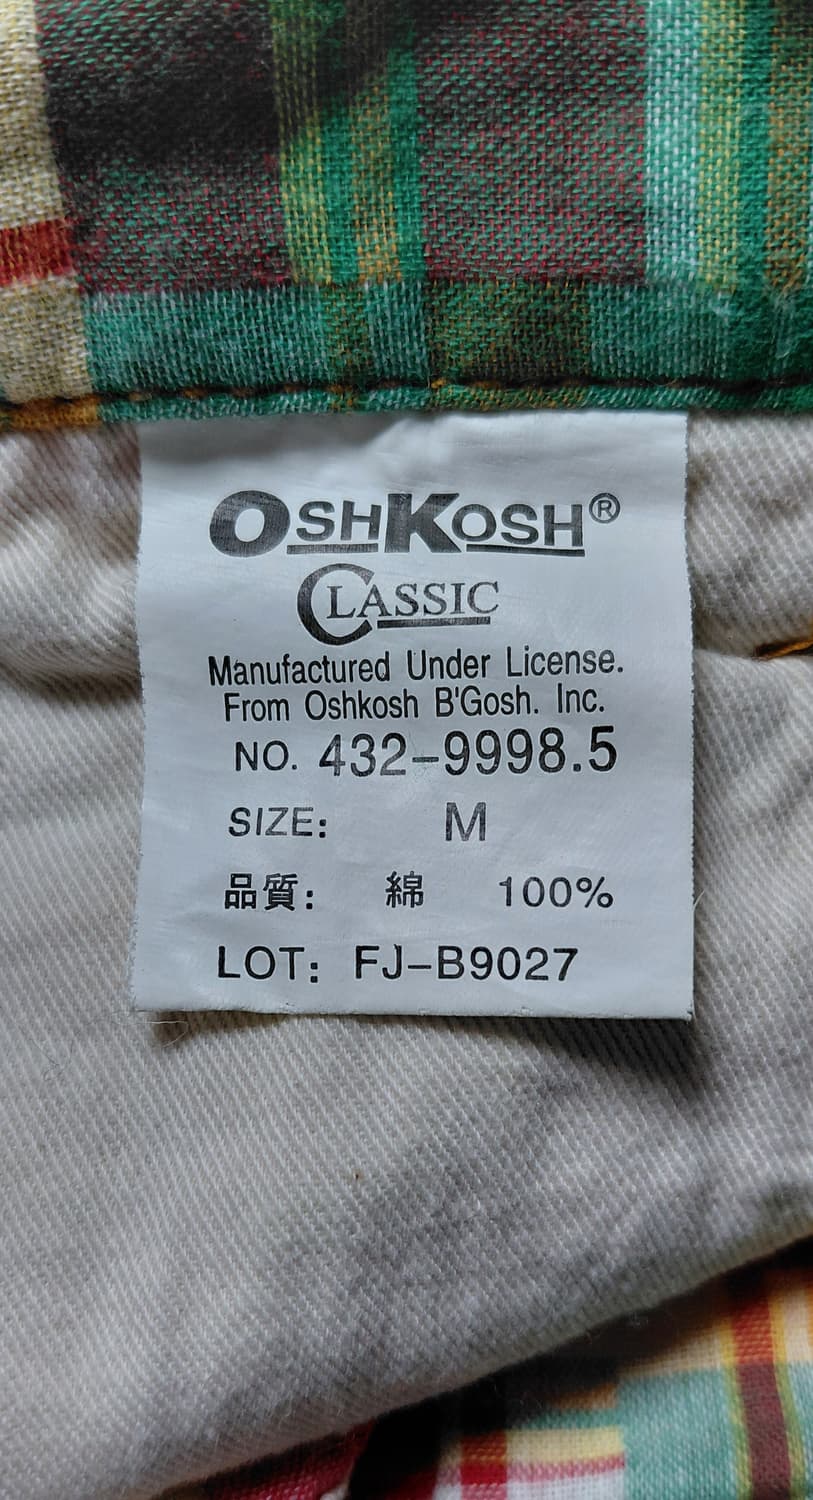 OSHKOSH®
CLASSIC
Manufactured Under License.
From Oshkosh B'Gosh. Inc.
NO. 432-9998.5
SIZE: M
品質: 綿 100%
LOT: FJ-B9027